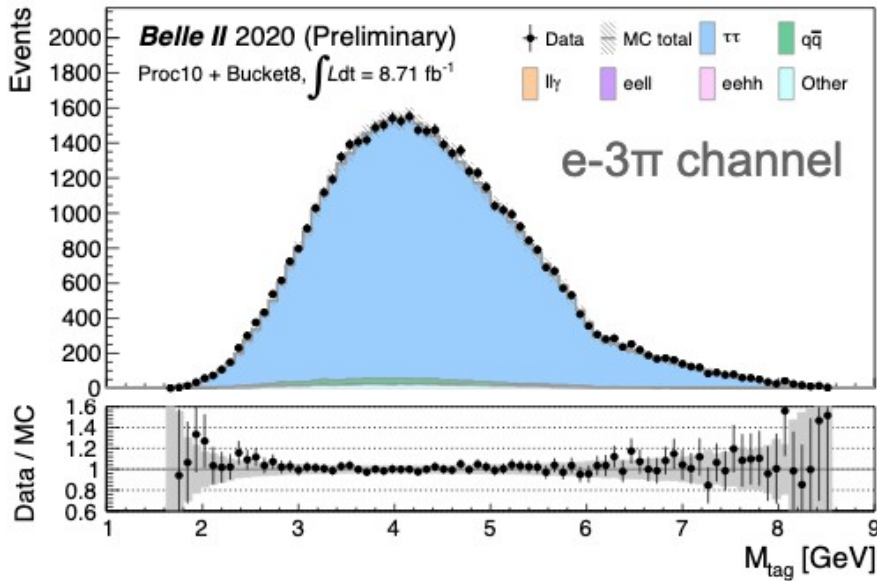 Events
2000
1800
1600
1400
1200
1000
800
600
400
200
0
Belle II 2020 (Preliminary)
Proc10 + Bucket8, ∫Ldt = 8.71 fb⁻¹
Data
MC total
ττ
qq̅
llγ
eell
eehh
Other
e-3π channel
Data / MC
1.6
1.4
1.2
1
0.8
0.6
1 2 3 4 5 6 7 8 9
M_tag [GeV]